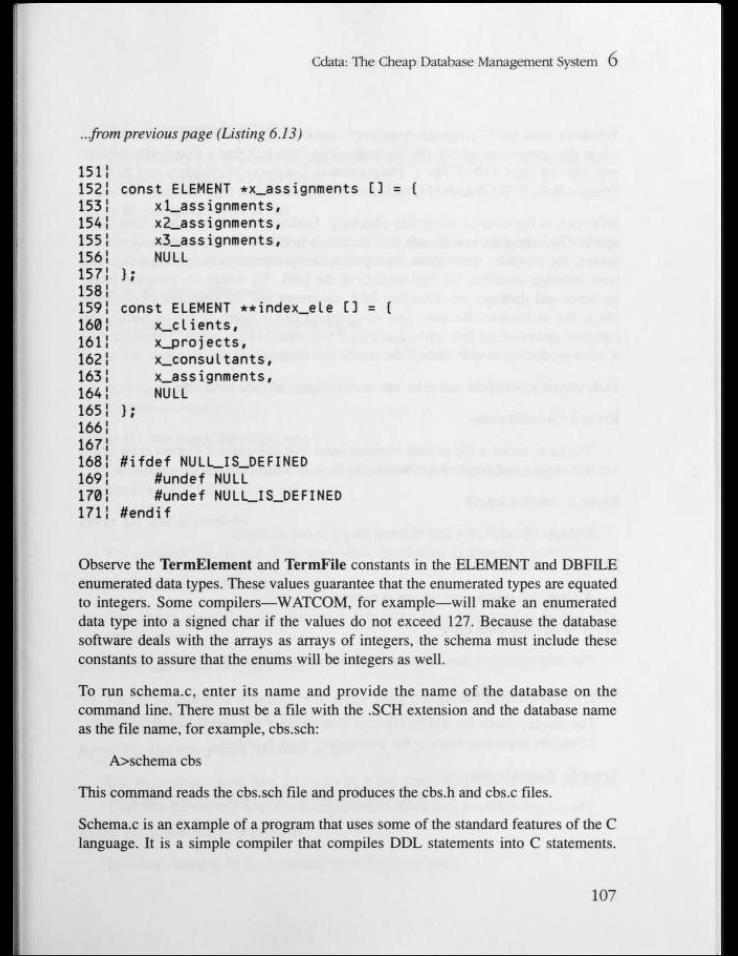 Cdata: The Cheap Database Management System 6
...from previous page (Listing 6.13)
151¦
152¦ const ELEMENT *x_assignments [] = {
153¦     x1_assignments,
154¦     x2_assignments,
155¦     x3_assignments,
156¦     NULL
157¦ };
158¦
159¦ const ELEMENT **index_ele [] = {
160¦     x_clients,
161¦     x_projects,
162¦     x_consultants,
163¦     x_assignments,
164¦     NULL
165¦ };
166¦
167¦
168¦ #ifdef NULL_IS_DEFINED
169¦     #undef NULL
170¦     #undef NULL_IS_DEFINED
171¦ #endif
Observe the TermElement and TermFile constants in the ELEMENT and DBFILE
enumerated data types. These values guarantee that the enumerated types are equated
to integers. Some compilers—WATCOM, for example—will make an enumerated
data type into a signed char if the values do not exceed 127. Because the database
software deals with the arrays as arrays of integers, the schema must include these
constants to assure that the enums will be integers as well.
To run schema.c, enter its name and provide the name of the database on the
command line. There must be a file with the .SCH extension and the database name
as the file name, for example, cbs.sch:
A>schema cbs
This command reads the cbs.sch file and produces the cbs.h and cbs.c files.
Schema.c is an example of a program that uses some of the standard features of the C
language. It is a simple compiler that compiles DDL statements into C statements.
107